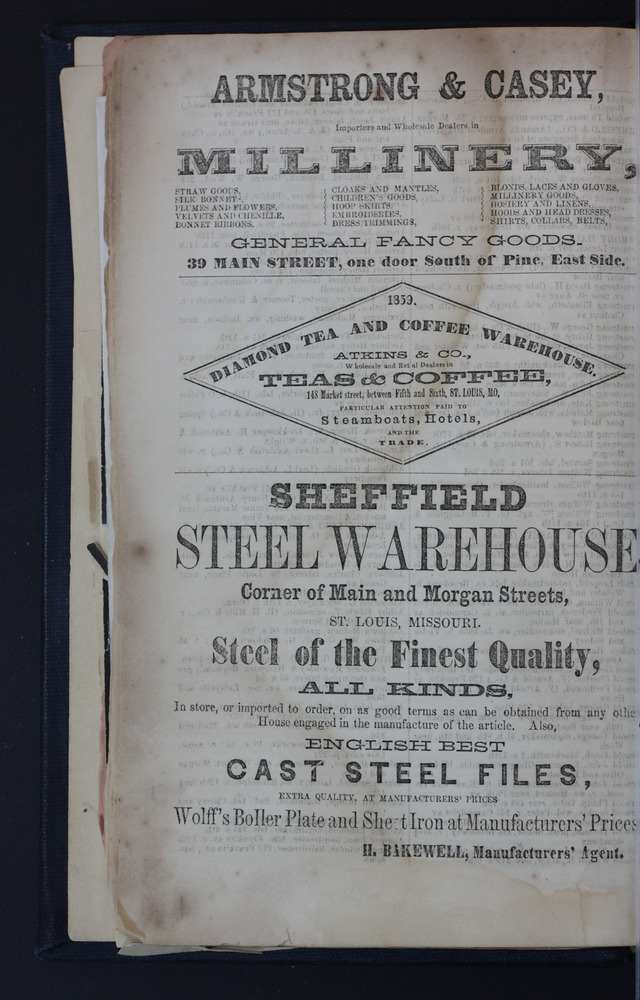 ARMSTRONG & CASEY,
Importers and Wholesale Dealers in
MILLINERY,
STRAW GOODS,
SILK BONNETS,
PLUMES AND FLOWERS,
VELVETS AND CHENILLE,
BONNET RIBBONS.
CLOAKS AND MANTLES,
CHILDREN'S GOODS,
HOOP SKIRTS.
EMBROIDERIES.
DRESS TRIMMINGS,
BLONDS. LACES AND GLOVES,
MILLINERY GOODS,
HOSIERY AND LINENS,
HOODS AND HEAD DRESSES,
SHIRTS, COLLARS, BELTS,
GENERAL FANCY GOODS.
39 MAIN STREET, one door South of Pine, East Side.
1859.
DIAMOND TEA AND COFFEE WAREHOUSE.
ATKINS & CO.,
Wholesale and Retail Dealers in
TEAS & COFFEE,
148 Market street, between Fifth and Sixth, ST. LOUIS, MO,
PARTICULAR ATTENTION PAID TO
Steamboats, Hotels,
AND THE
TRADE.
SHEFFIELD
STEEL WAREHOUSE
Corner of Main and Morgan Streets,
ST. LOUIS, MISSOURI.
Steel of the Finest Quality,
ALL KINDS,
In store, or imported to order, on as good terms as can be obtained from any othe
House engaged in the manufacture of the article. Also,
ENGLISH BEST
CAST STEEL FILES,
EXTRA QUALITY, AT MANUFACTURERS' PRICES
Wolff's Boller Plate and Sheet Iron at Manufacturers' Prices
H. BAKEWELL, Manufacturers' Agent.